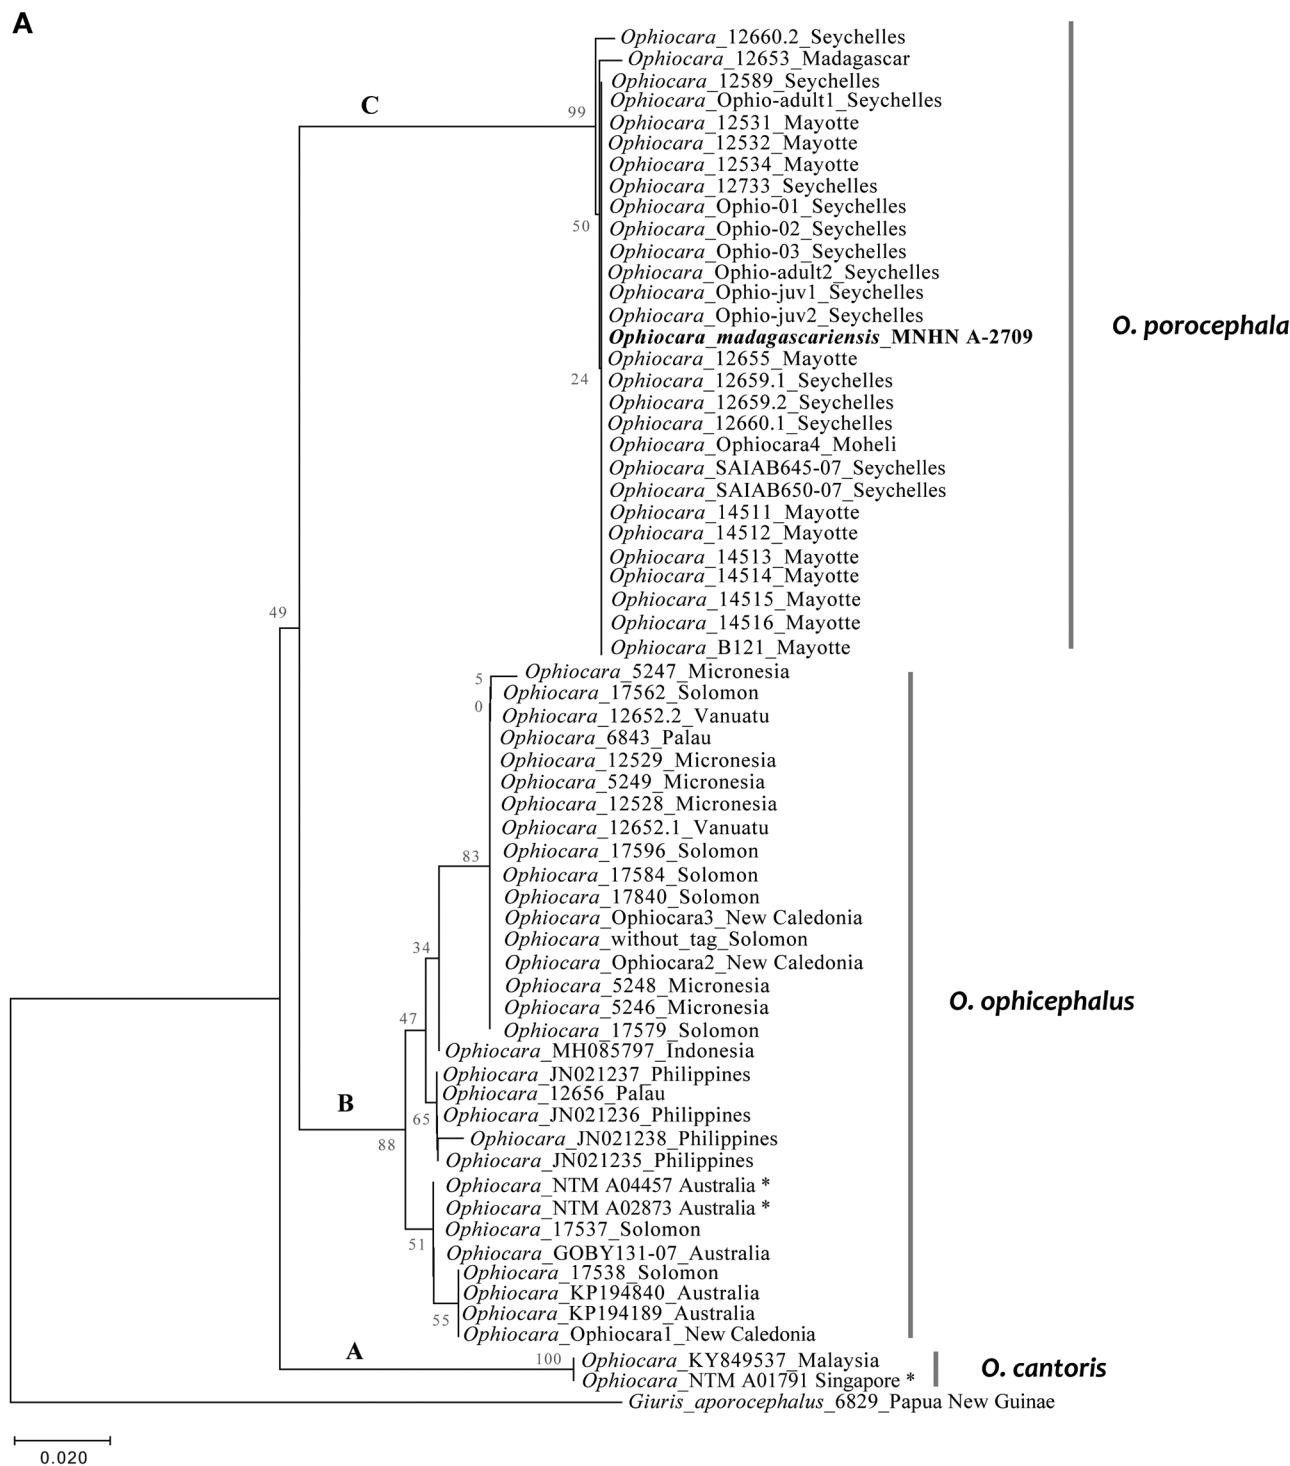 A
Ophiocara_12660.2_Seychelles
Ophiocara_12653_Madagascar
Ophiocara_12589_Seychelles
Ophiocara_Ophio-adult1_Seychelles
C
99
Ophiocara_12531_Mayotte
Ophiocara_12532_Mayotte
Ophiocara_12534_Mayotte
Ophiocara_12733_Seychelles
Ophiocara_Ophio-01_Seychelles
50
Ophiocara_Ophio-02_Seychelles
Ophiocara_Ophio-03_Seychelles
Ophiocara_Ophio-adult2_Seychelles
Ophiocara_Ophio-juv1_Seychelles
Ophiocara_Ophio-juv2_Seychelles
O. porocephala
Ophiocara_madagascariensis_MNHN A-2709
Ophiocara_12655_Mayotte
24
Ophiocara_12659.1_Seychelles
Ophiocara_12659.2_Seychelles
Ophiocara_12660.1_Seychelles
Ophiocara_Ophiocara4_Moheli
Ophiocara_SAIAB645-07_Seychelles
Ophiocara_SAIAB650-07_Seychelles
Ophiocara_14511_Mayotte
Ophiocara_14512_Mayotte
Ophiocara_14513_Mayotte
Ophiocara_14514_Mayotte
Ophiocara_14515_Mayotte
49
Ophiocara_14516_Mayotte
Ophiocara_B121_Mayotte
5
Ophiocara_5247_Micronesia
Ophiocara_17562_Solomon
0
Ophiocara_12652.2_Vanuatu
Ophiocara_6843_Palau
Ophiocara_12529_Micronesia
Ophiocara_5249_Micronesia
Ophiocara_12528_Micronesia
Ophiocara_12652.1_Vanuatu
83
Ophiocara_17596_Solomon
Ophiocara_17584_Solomon
Ophiocara_17840_Solomon
Ophiocara_Ophiocara3_New Caledonia
34
Ophiocara_without_tag_Solomon
Ophiocara_Ophiocara2_New Caledonia
Ophiocara_5248_Micronesia
O. ophicephalus
Ophiocara_5246_Micronesia
47
Ophiocara_17579_Solomon
Ophiocara_MH085797_Indonesia
Ophiocara_JN021237_Philippines
Ophiocara_12656_Palau
B
65
Ophiocara_JN021236_Philippines
88
Ophiocara_JN021238_Philippines
Ophiocara_JN021235_Philippines
Ophiocara_NTM A04457 Australia *
Ophiocara_NTM A02873 Australia *
Ophiocara_17537_Solomon
51
Ophiocara_GOBY131-07_Australia
Ophiocara_17538_Solomon
Ophiocara_KP194840_Australia
55
Ophiocara_KP194189_Australia
Ophiocara_Ophiocara1_New Caledonia
A
100
Ophiocara_KY849537_Malaysia
O. cantoris
Ophiocara_NTM A01791 Singapore *
Giuris_aporocephalus_6829_Papua New Guinae
0.020